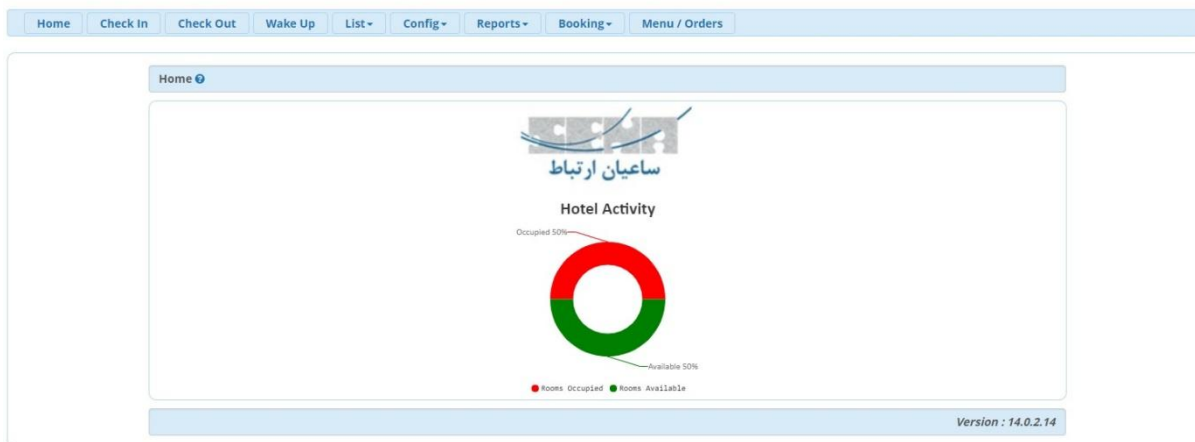 Home Check In Check Out Wake Up List Config Reports Booking Menu / Orders
Home
ساعیان ارتباط
Hotel Activity
Occupied 50%
Available 50%
Rooms Occupied Rooms Available
Version : 14.0.2.14